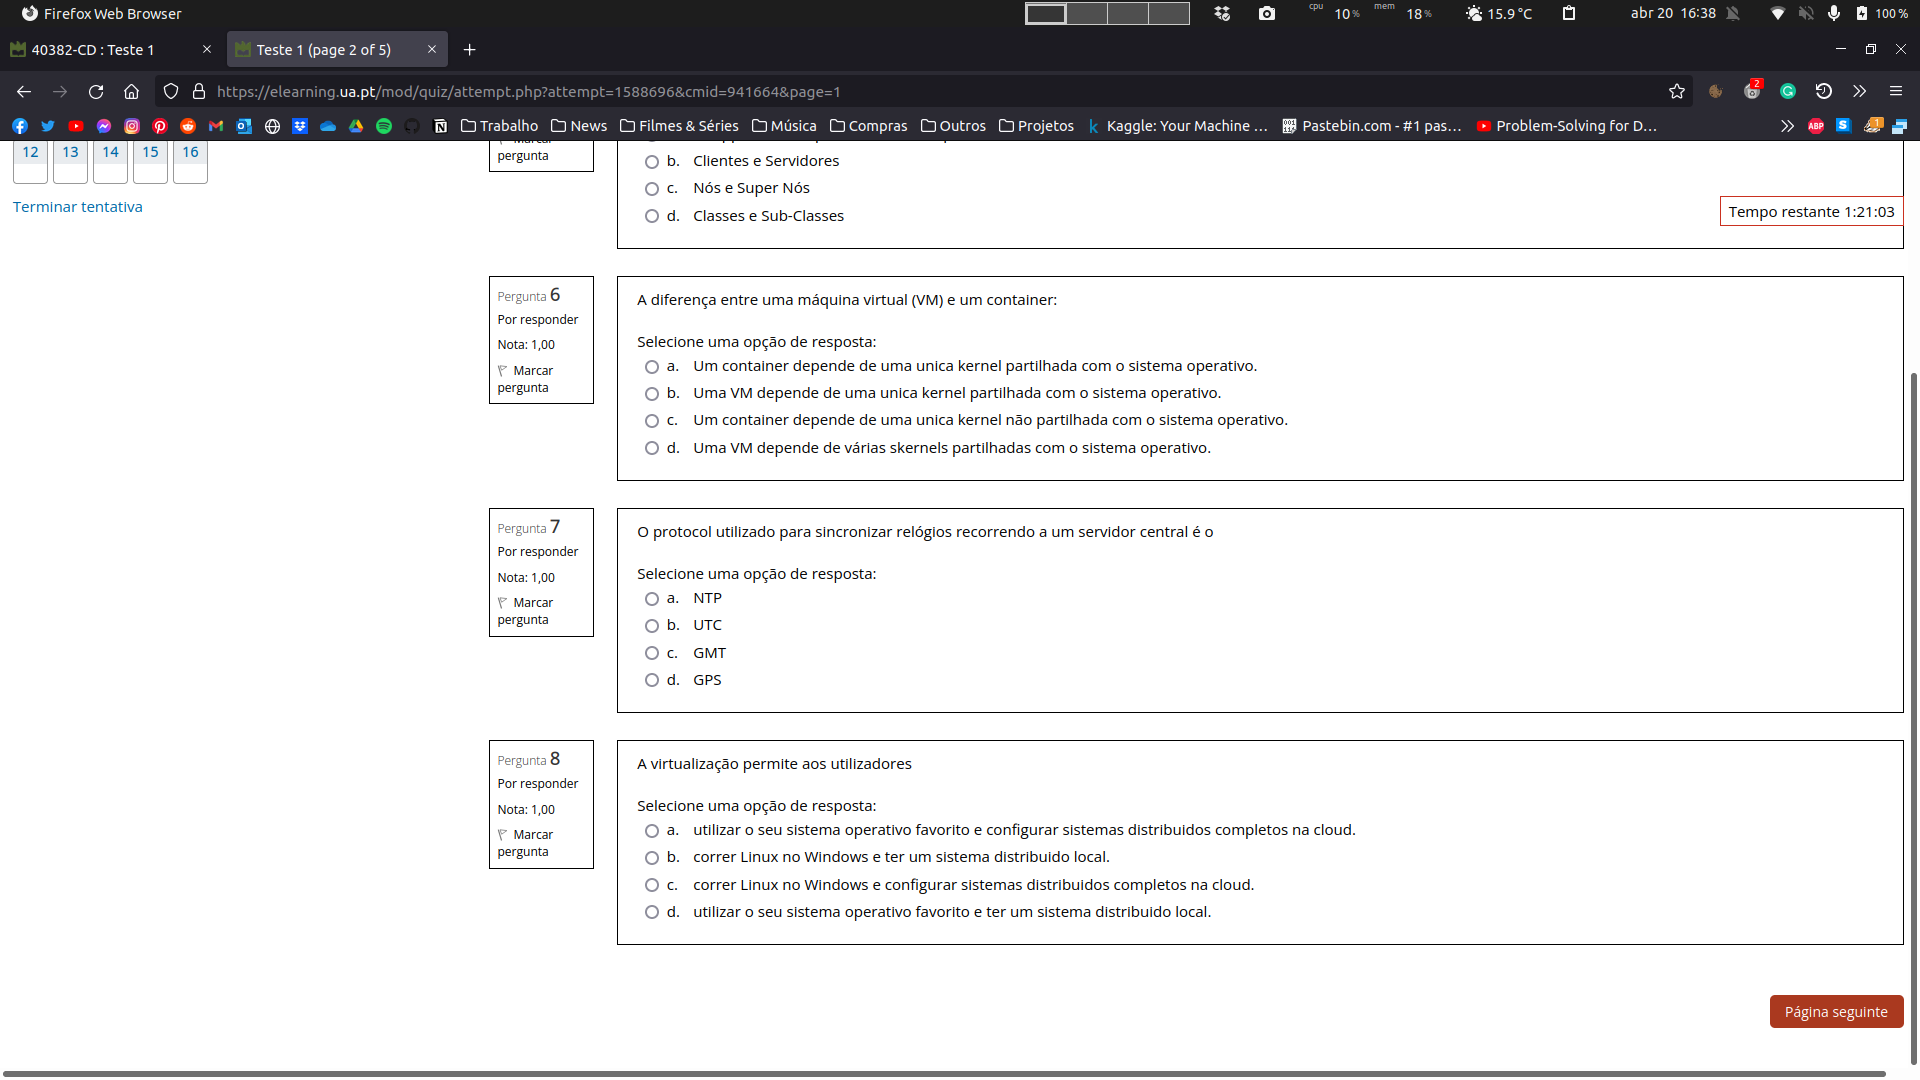 Firefox Web Browser
cpu 10% mem 18% 15.9 °C abr 20 16:38 100 %
40382-CD : Teste 1
Teste 1 (page 2 of 5)
https://elearning.ua.pt/mod/quiz/attempt.php?attempt=1588696&cmid=941664&page=1
2
Trabalho News Filmes & Séries Música Compras Outros Projetos Kaggle: Your Machine ... Pastebin.com - #1 pas... Problem-Solving for D...
ABP S 1
12 13 14 15 16
Terminar tentativa
pergunta
b. Clientes e Servidores
c. Nós e Super Nós
d. Classes e Sub-Classes
Tempo restante 1:21:03
Pergunta 6
Por responder
Nota: 1,00
Marcar
pergunta
A diferença entre uma máquina virtual (VM) e um container:
Selecione uma opção de resposta:
a. Um container depende de uma unica kernel partilhada com o sistema operativo.
b. Uma VM depende de uma unica kernel partilhada com o sistema operativo.
c. Um container depende de uma unica kernel não partilhada com o sistema operativo.
d. Uma VM depende de várias skernels partilhadas com o sistema operativo.
Pergunta 7
Por responder
Nota: 1,00
Marcar
pergunta
O protocol utilizado para sincronizar relógios recorrendo a um servidor central é o
Selecione uma opção de resposta:
a. NTP
b. UTC
c. GMT
d. GPS
Pergunta 8
Por responder
Nota: 1,00
Marcar
pergunta
A virtualização permite aos utilizadores
Selecione uma opção de resposta:
a. utilizar o seu sistema operativo favorito e configurar sistemas distribuidos completos na cloud.
b. correr Linux no Windows e ter um sistema distribuido local.
c. correr Linux no Windows e configurar sistemas distribuidos completos na cloud.
d. utilizar o seu sistema operativo favorito e ter um sistema distribuido local.
Página seguinte